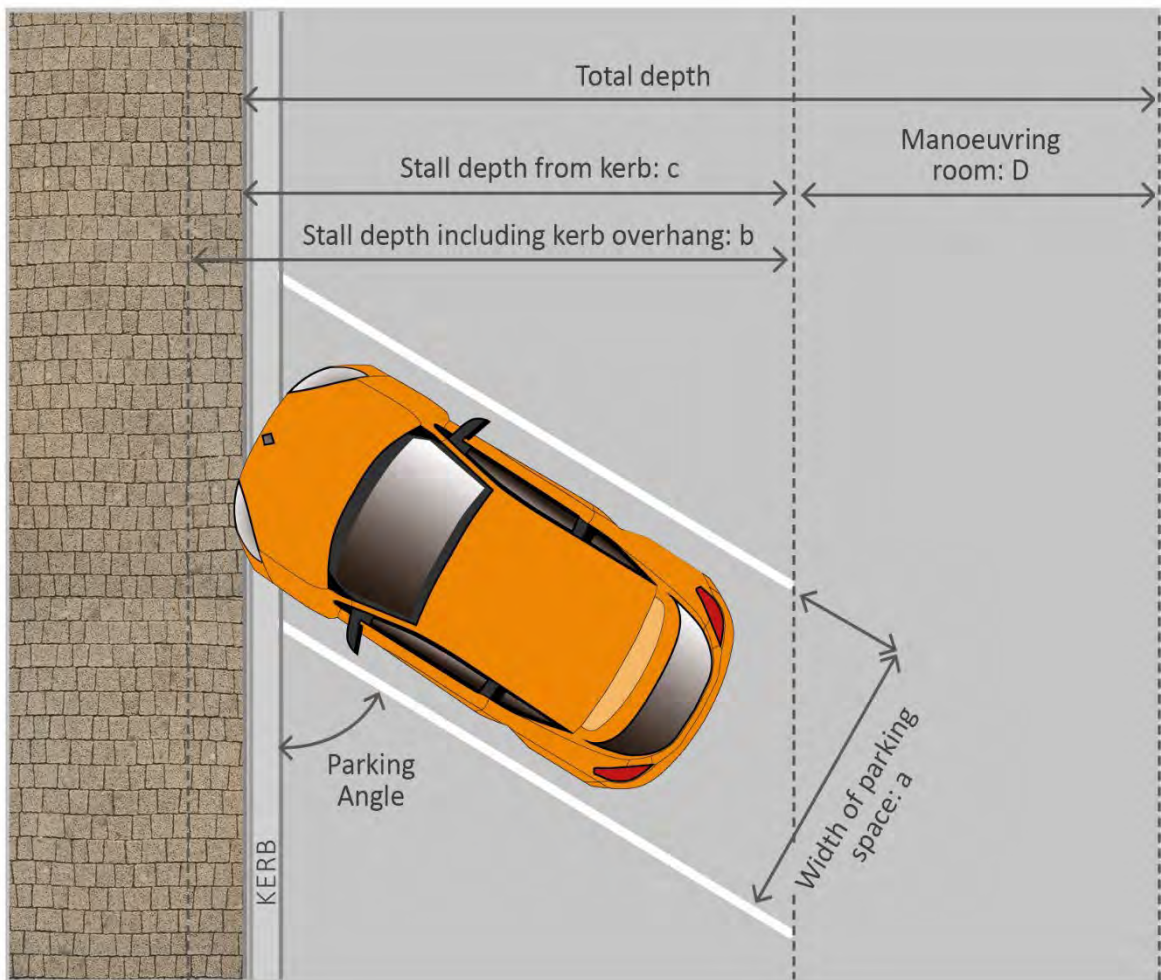 Total depth
Manoeuvring
room: D
Stall depth from kerb: c
Stall depth including kerb overhang: b
Parking
Angle
Width of parking
space: a
KERB